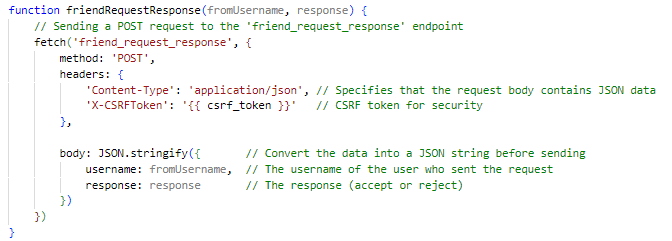 function friendRequestResponse(fromUsername, response) {
    // Sending a POST request to the 'friend_request_response' endpoint
    fetch('friend_request_response', {
        method: 'POST',
        headers: {
            'Content-Type': 'application/json', // Specifies that the request body contains JSON data
            'X-CSRFToken': '{{ csrf_token }}'   // CSRF token for security
        },

        body: JSON.stringify({       // Convert the data into a JSON string before sending
            username: fromUsername,  // The username of the user who sent the request
            response: response       // The response (accept or reject)
        })
    })
}